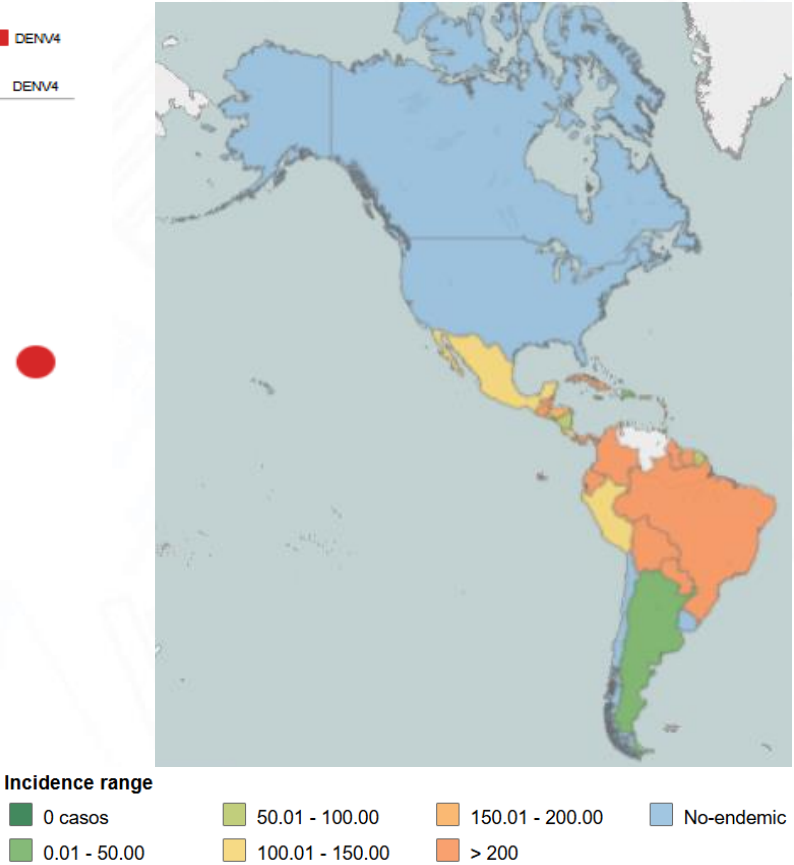 DENV4
DENV4
Incidence range
0 casos
50.01 - 100.00
150.01 - 200.00
No-endemic
0.01 - 50.00
100.01 - 150.00
> 200